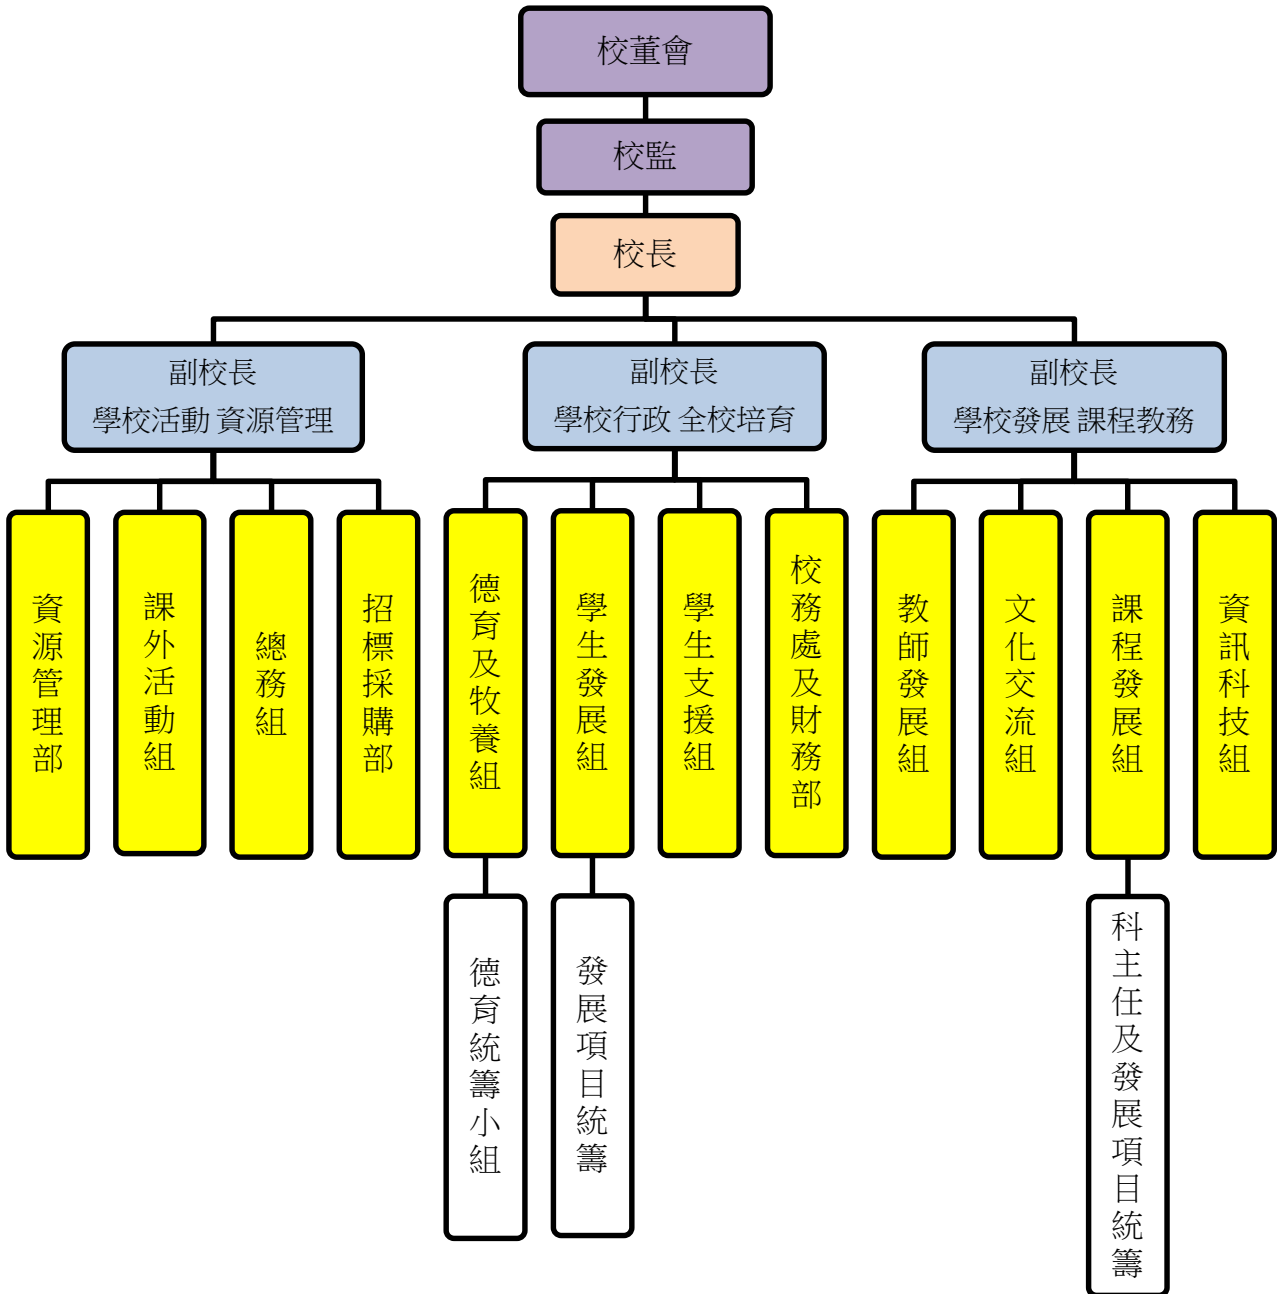 校董會
校監
校長
副校長
學校活動 資源管理
副校長
學校行政 全校培育
副校長
學校發展 課程教務
資源管理部
課外活動組
總務組
招標採購部
德育及牧養組
學生發展組
學生支援組
校務處及財務部
教師發展組
文化交流組
課程發展組
資訊科技組
德育統籌小組
發展項目統籌
科主任及發展項目統籌